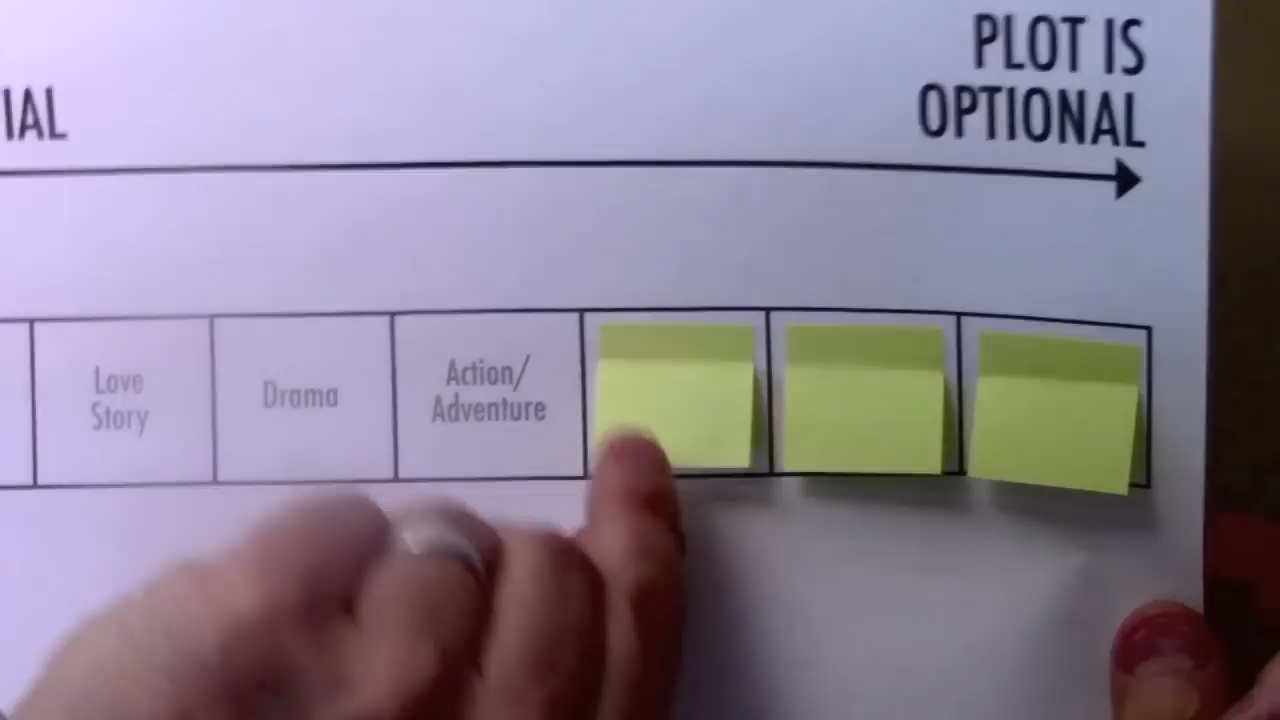 PLOT IS
OPTIONAL
IAL
Love
Story
Drama
Action/
Adventure